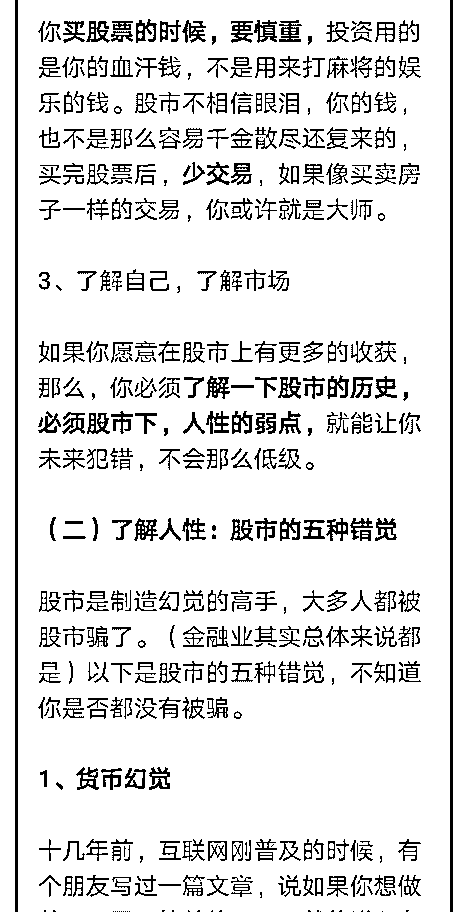 你买股票的时候，要慎重，投资用的
是你的血汗钱，不是用来打麻将的娱
乐的钱。股市不相信眼泪，你的钱，
也不是那么容易千金散尽还复来的，
买完股票后，少交易，如果像买卖房
子一样的交易，你或许就是大师。
3、了解自己，了解市场
如果你愿意在股市上有更多的收获，
那么，你必须了解一下股市的历史，
必须股市下，人性的弱点，就能让你
未来犯错，不会那么低级。
（二）了解人性：股市的五种错觉
股市是制造幻觉的高手，大多人都被
股市骗了。（金融业其实总体来说都
是）以下是股市的五种错觉，不知道
你是否都没有被骗。
1、货币幻觉
十几年前，互联网刚普及的时候，有
个朋友写过一篇文章，说如果你想做